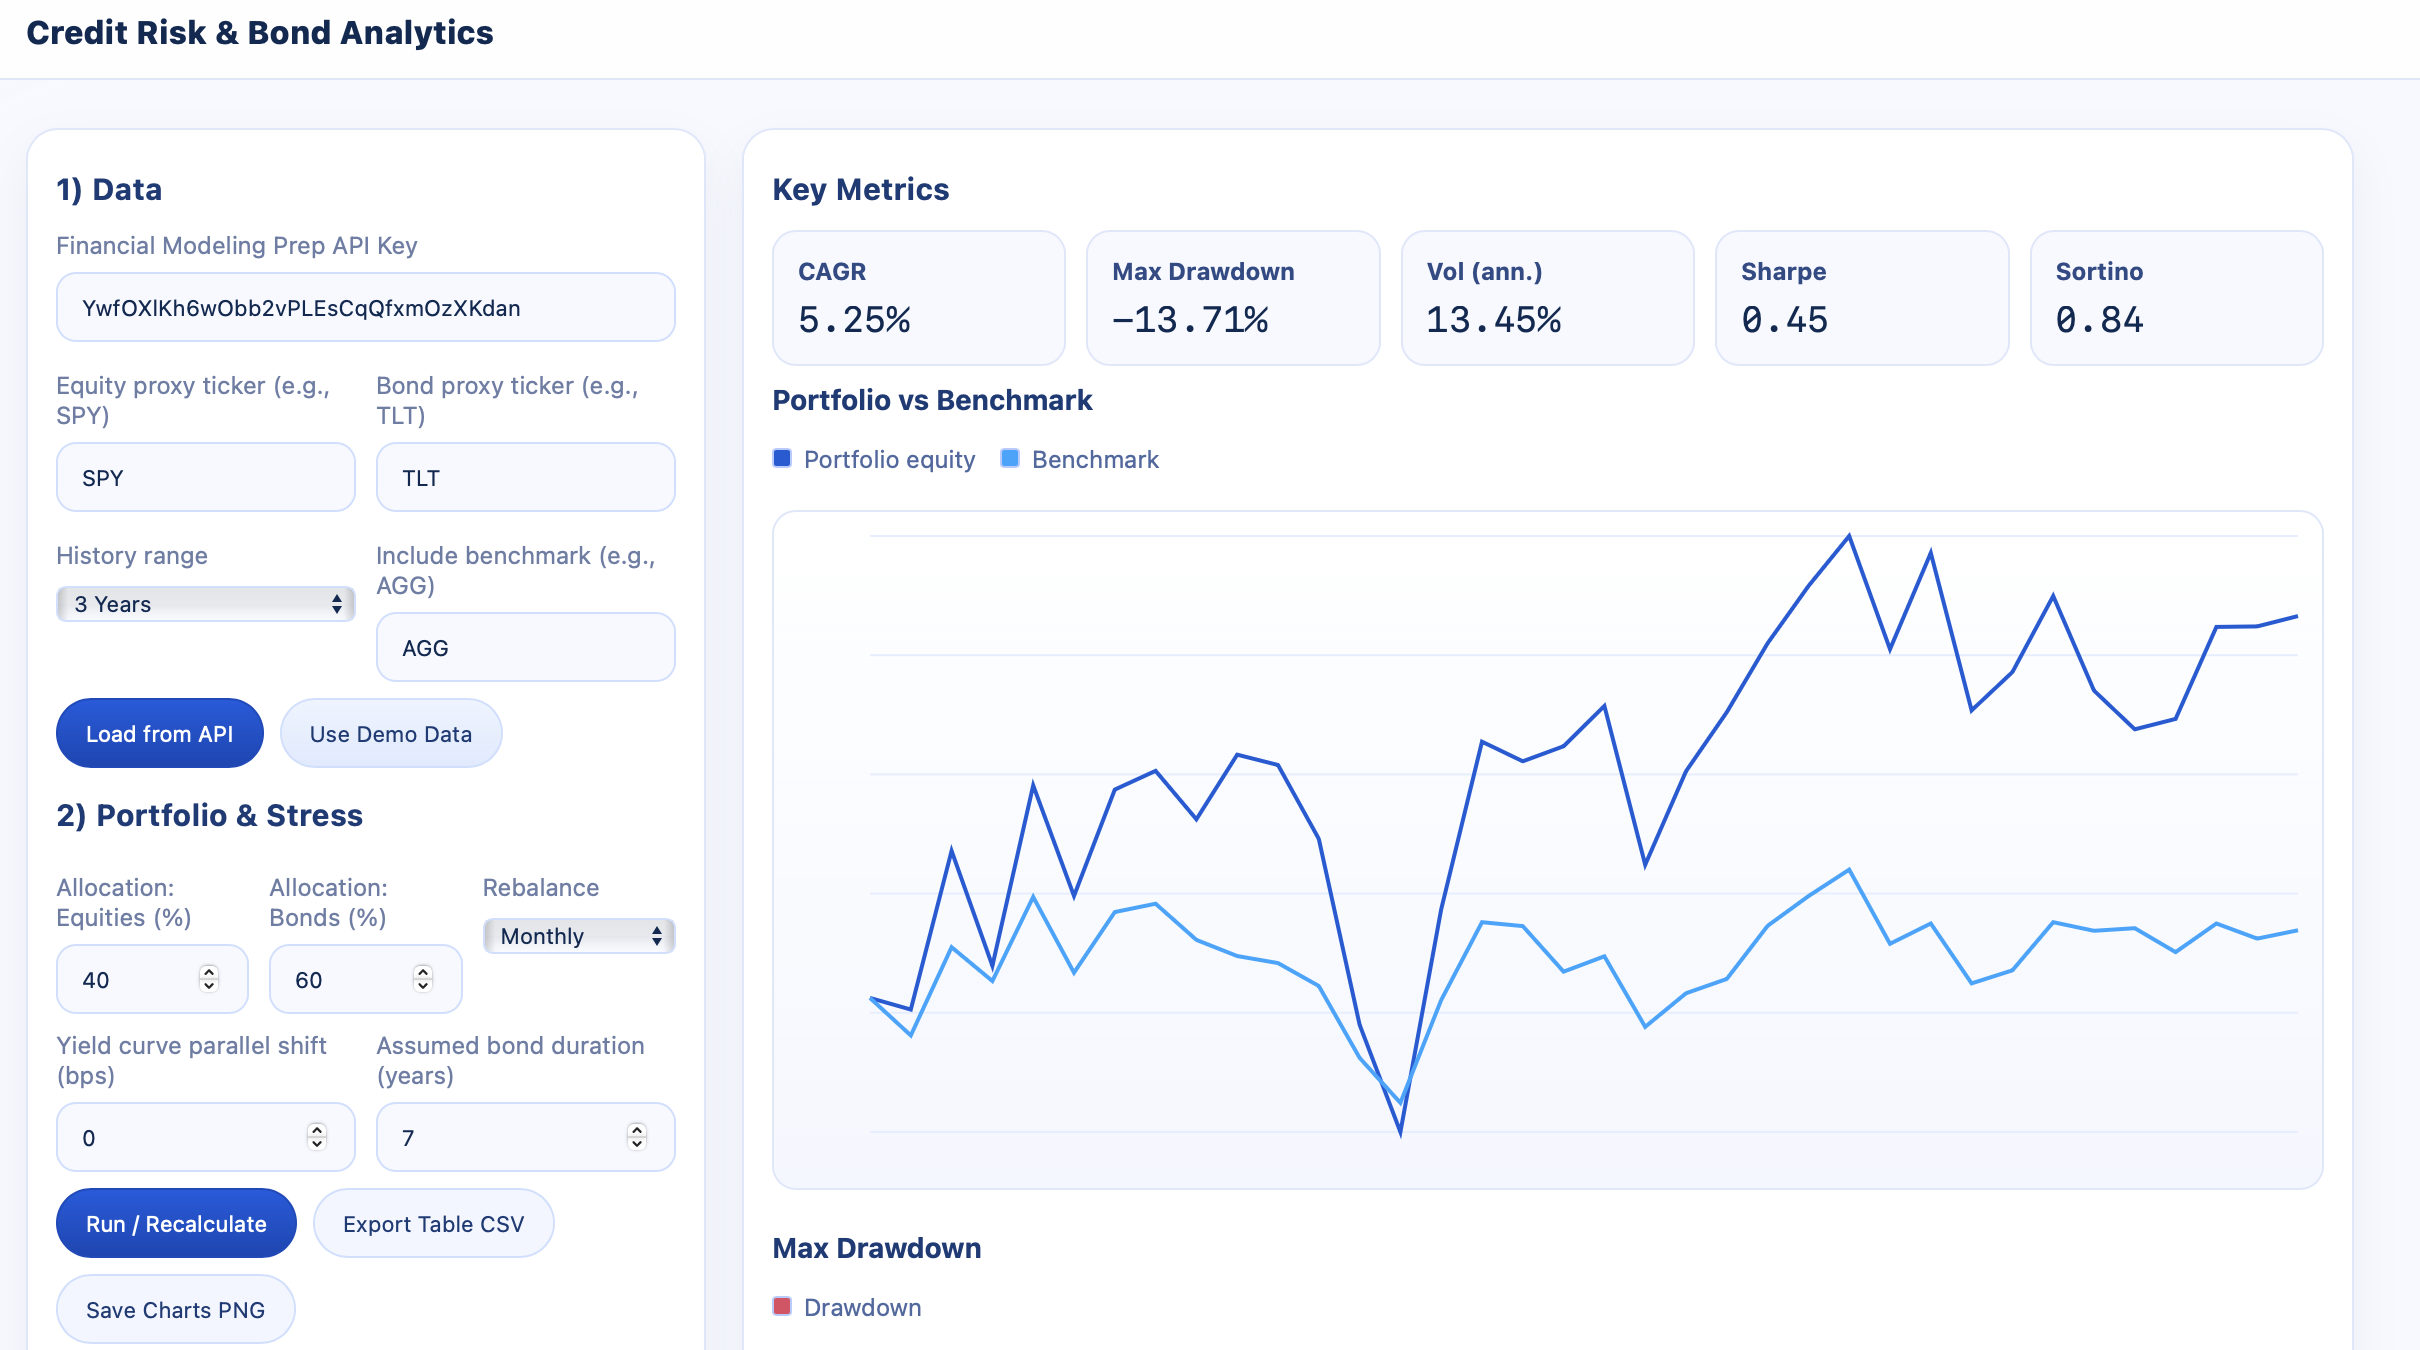 Credit Risk & Bond Analytics
1) Data
Financial Modeling Prep API Key
YwfOXlKh6wObb2vPLEsCqQfxmOzXKdan
Equity proxy ticker (e.g.,
SPY)
SPY
Bond proxy ticker (e.g.,
TLT)
TLT
History range
3 Years
Include benchmark (e.g.,
AGG)
AGG
Load from API
Use Demo Data
2) Portfolio & Stress
Allocation:
Equities (%)
40
Allocation:
Bonds (%)
60
Rebalance
Monthly
Yield curve parallel shift
(bps)
0
Assumed bond duration
(years)
7
Run / Recalculate
Export Table CSV
Save Charts PNG
Key Metrics
CAGR
5.25%
Max Drawdown
−13.71%
Vol (ann.)
13.45%
Sharpe
0.45
Sortino
0.84
Portfolio vs Benchmark
Portfolio equity
Benchmark
Max Drawdown
Drawdown